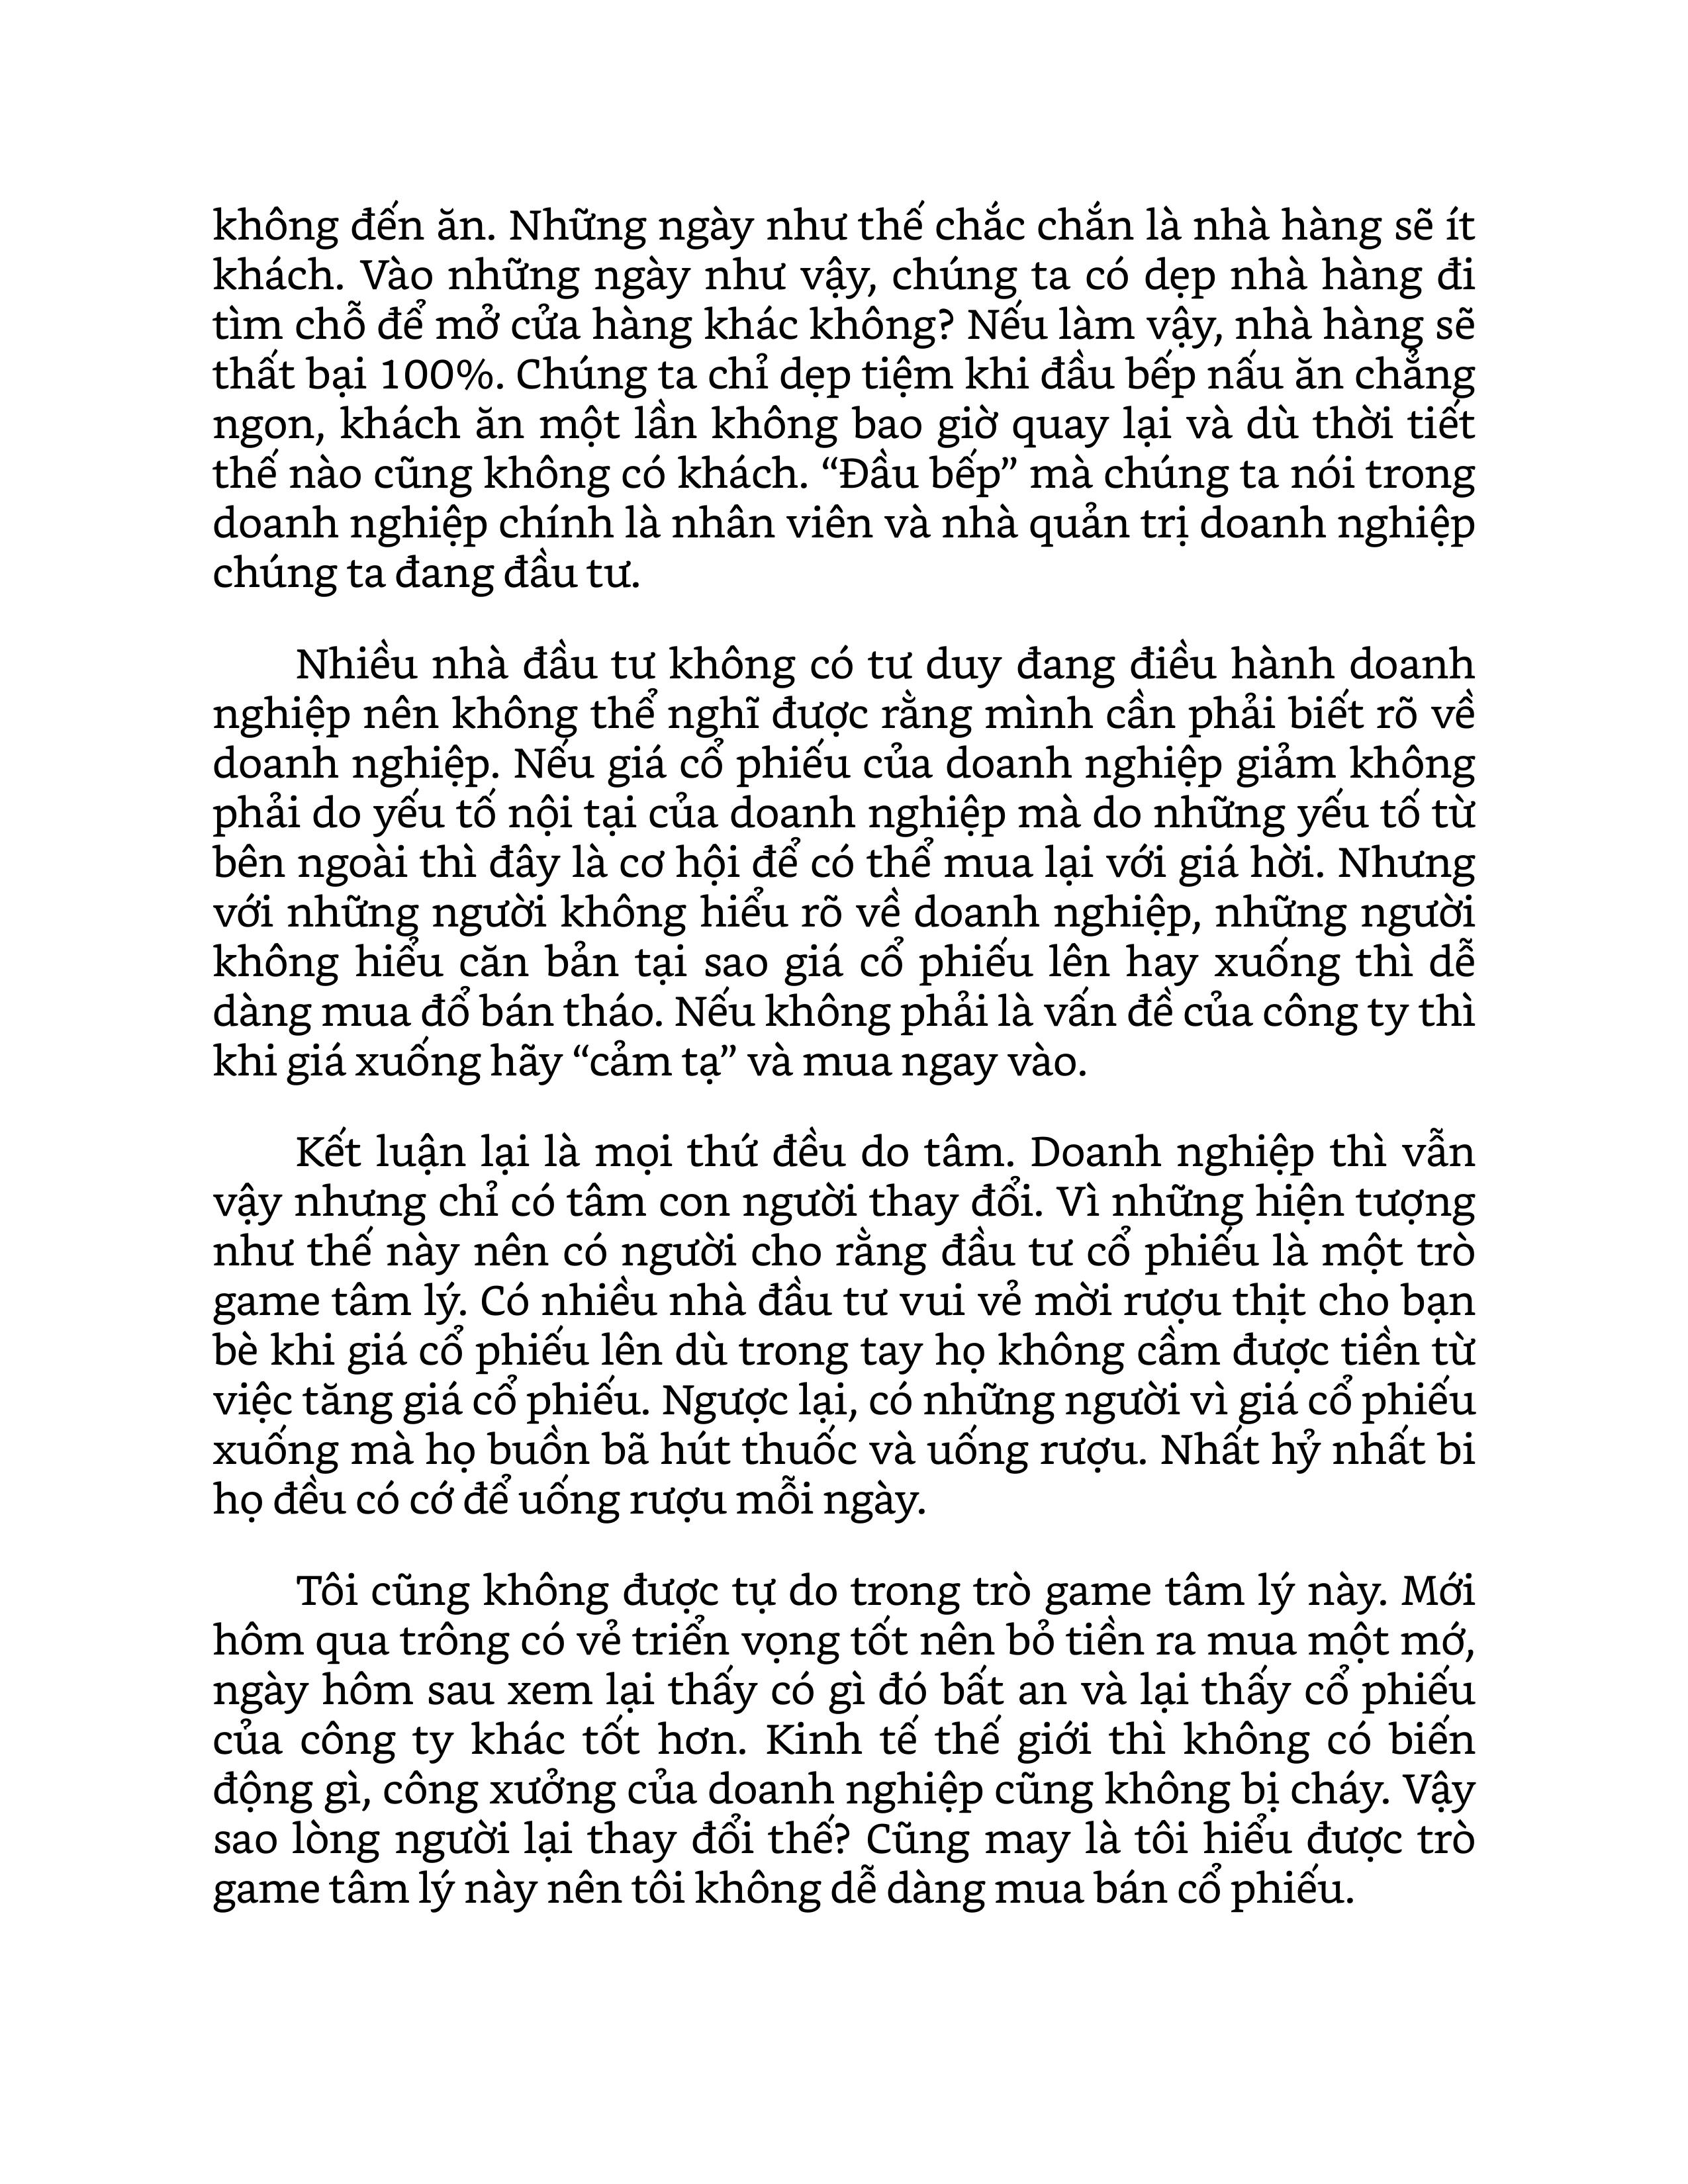 không đến ăn. Những ngày như thế chắc chắn là nhà hàng sẽ ít
khách. Vào những ngày như vậy, chúng ta có dẹp nhà hàng đi
tìm chỗ để mở cửa hàng khác không? Nếu làm vậy, nhà hàng sẽ
thất bại 100%. Chúng ta chỉ dẹp tiệm khi đầu bếp nấu ăn chẳng
ngon, khách ăn một lần không bao giờ quay lại và dù thời tiết
thế nào cũng không có khách. “Đầu bếp” mà chúng ta nói trong
doanh nghiệp chính là nhân viên và nhà quản trị doanh nghiệp
chúng ta đang đầu tư.
Nhiều nhà đầu tư không có tư duy đang điều hành doanh
nghiệp nên không thể nghĩ được rằng mình cần phải biết rõ về
doanh nghiệp. Nếu giá cổ phiếu của doanh nghiệp giảm không
phải do yếu tố nội tại của doanh nghiệp mà do những yếu tố từ
bên ngoài thì đây là cơ hội để có thể mua lại với giá hời. Nhưng
với những người không hiểu rõ về doanh nghiệp, những người
không hiểu căn bản tại sao giá cổ phiếu lên hay xuống thì dễ
dàng mua đổ bán tháo. Nếu không phải là vấn đề của công ty thì
khi giá xuống hãy “cảm tạ” và mua ngay vào.
Kết luận lại là mọi thứ đều do tâm. Doanh nghiệp thì vẫn
vậy nhưng chỉ có tâm con người thay đổi. Vì những hiện tượng
như thế này nên có người cho rằng đầu tư cổ phiếu là một trò
game tâm lý. Có nhiều nhà đầu tư vui vẻ mời rượu thịt cho bạn
bè khi giá cổ phiếu lên dù trong tay họ không cầm được tiền từ
việc tăng giá cổ phiếu. Ngược lại, có những người vì giá cổ phiếu
xuống mà họ buồn bã hút thuốc và uống rượu. Nhất hỷ nhất bi
họ đều có cớ để uống rượu mỗi ngày.
Tôi cũng không được tự do trong trò game tâm lý này. Mới
hôm qua trông có vẻ triển vọng tốt nên bỏ tiền ra mua một mớ,
ngày hôm sau xem lại thấy có gì đó bất an và lại thấy cổ phiếu
của công ty khác tốt hơn. Kinh tế thế giới thì không có biến
động gì, công xưởng của doanh nghiệp cũng không bị cháy. Vậy
sao lòng người lại thay đổi thế? Cũng may là tôi hiểu được trò
game tâm lý này nên tôi không dễ dàng mua bán cổ phiếu.